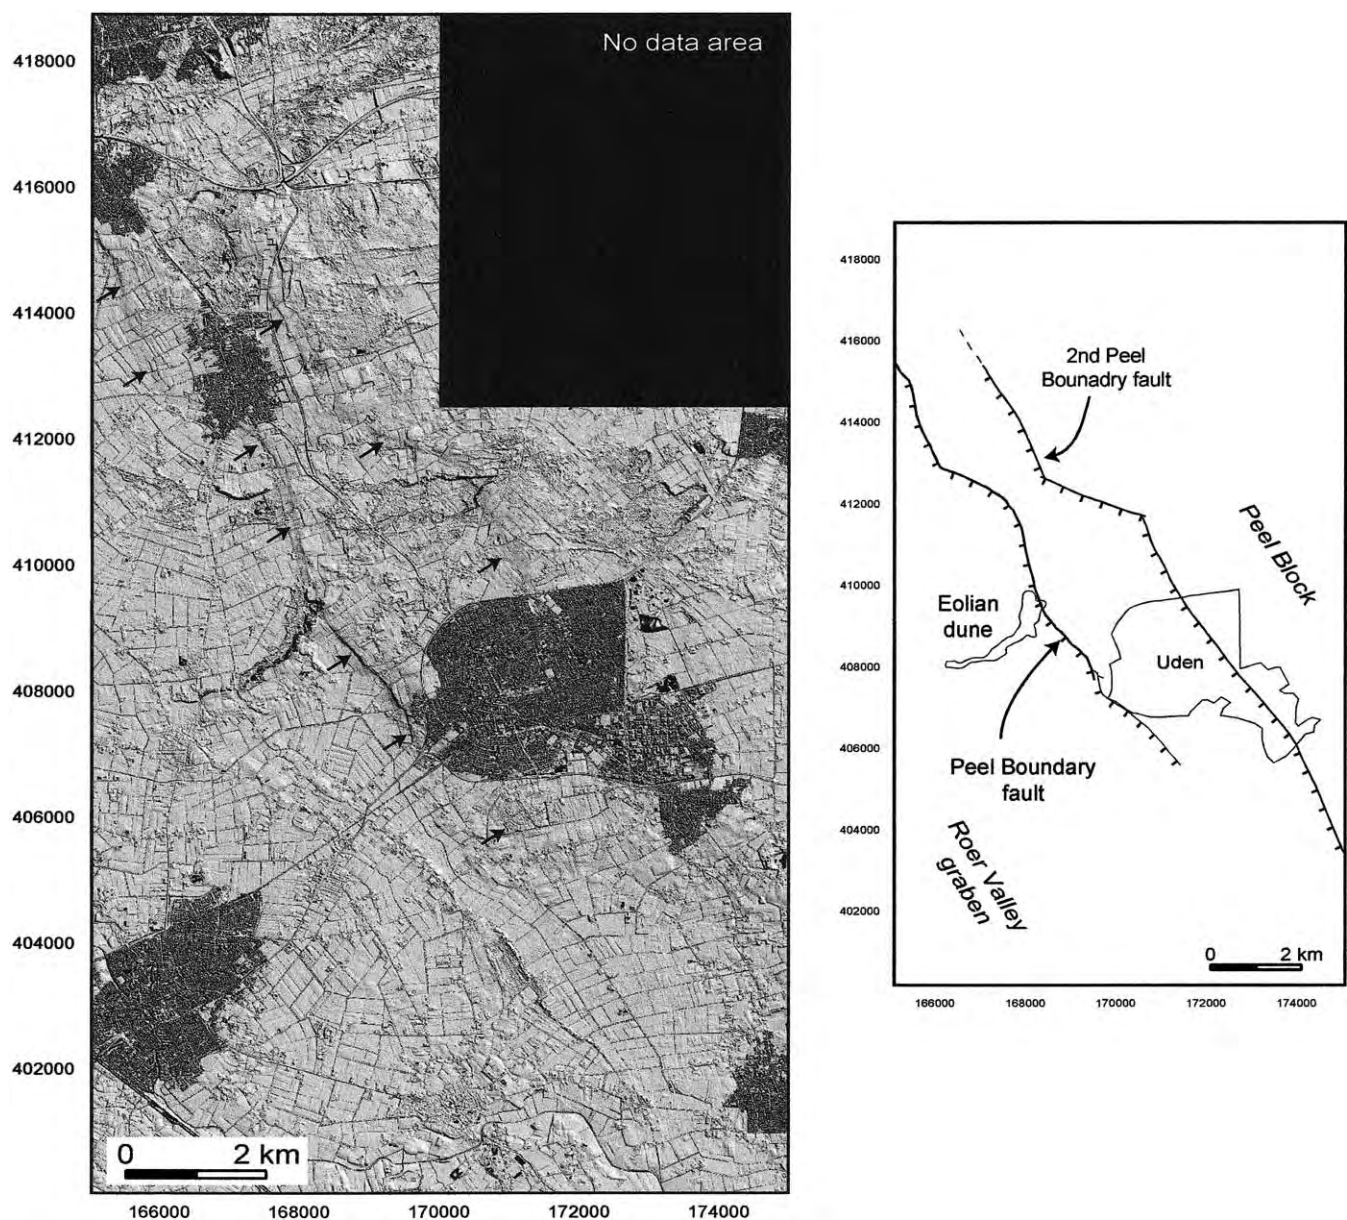 No data area
418000
416000
414000
412000
410000
408000
406000
404000
402000
0 2 km
166000 168000 170000 172000 174000
418000
416000
414000
412000
410000
408000
406000
404000
402000
2nd Peel
Bounadry fault
Peel Block
Eolian
dune
Uden
Peel Boundary
fault
Roer Valley
graben
0 2 km
166000 168000 170000 172000 174000